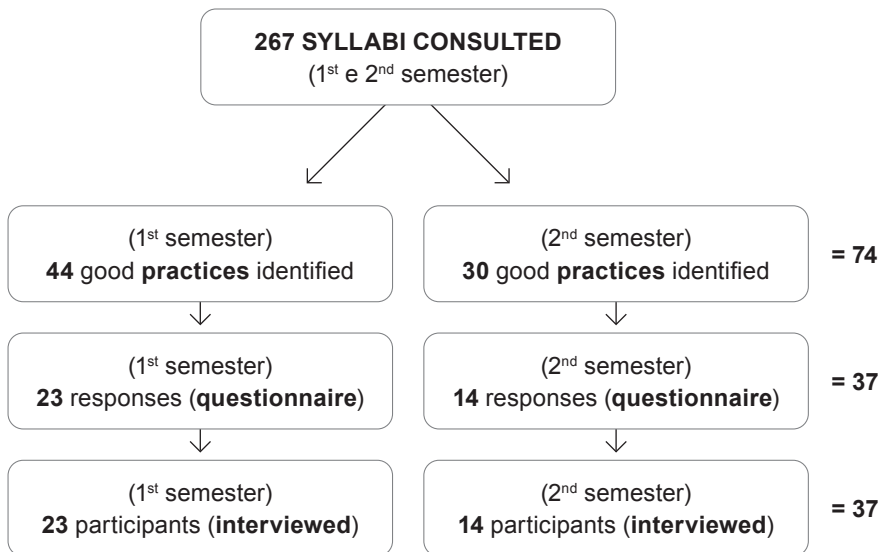 267 SYLLABI CONSULTED
(1st e 2nd semester)
(1st semester)
44 good practices identified
(2nd semester)
30 good practices identified
= 74
(1st semester)
23 responses (questionnaire)
(2nd semester)
14 responses (questionnaire)
= 37
(1st semester)
23 participants (interviewed)
(2nd semester)
14 participants (interviewed)
= 37